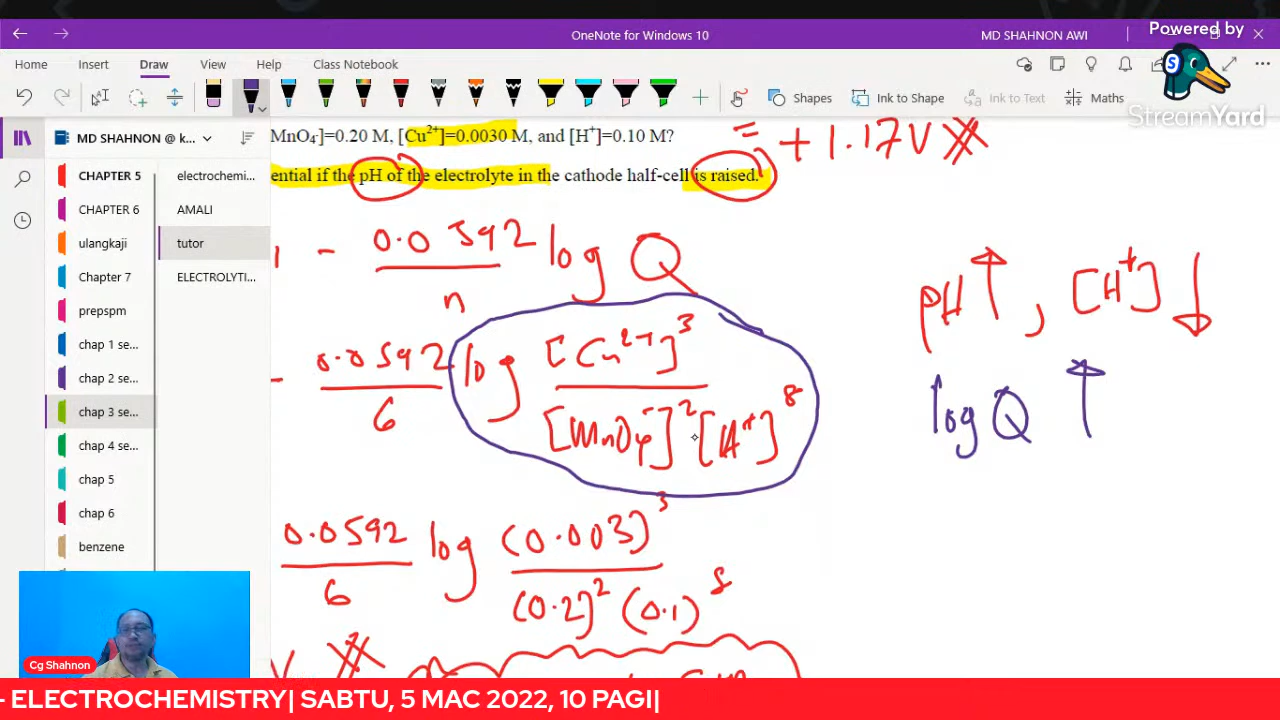 Powered by
StreamYard
OneNote for Windows 10
MD SHAHNON AWI
Home Insert Draw View Help Class Notebook
Shapes
Ink to Shape
Ink to Text
Maths
MD SHAHNON @ k...
CHAPTER 5
CHAPTER 6
ulangkaji
Chapter 7
prepspm
chap 1 se...
chap 2 se...
chap 3 se...
chap 4 se...
chap 5
chap 6
benzene
electrochemi...
AMALI
tutor
ELECTROLYTI...
MnO₄⁻]=0.20 M, [Cu²⁺]=0.0030 M, and [H⁺]=0.10 M?
= + 1.17V
ential if the pH of the electrolyte in the cathode half-cell is raised.
- 0.0592 / n log Q
- 0.0592 / 6 log [Cu²⁺]³ / [MnO₄⁻]² [H⁺]⁸
0.0592 / 6 log (0.003)³ / (0.2)² (0.1)⁸
V
pH ↑ , [H⁺] ↓
log Q ↑
Cg Shahnon
- ELECTROCHEMISTRY| SABTU, 5 MAC 2022, 10 PAGI|